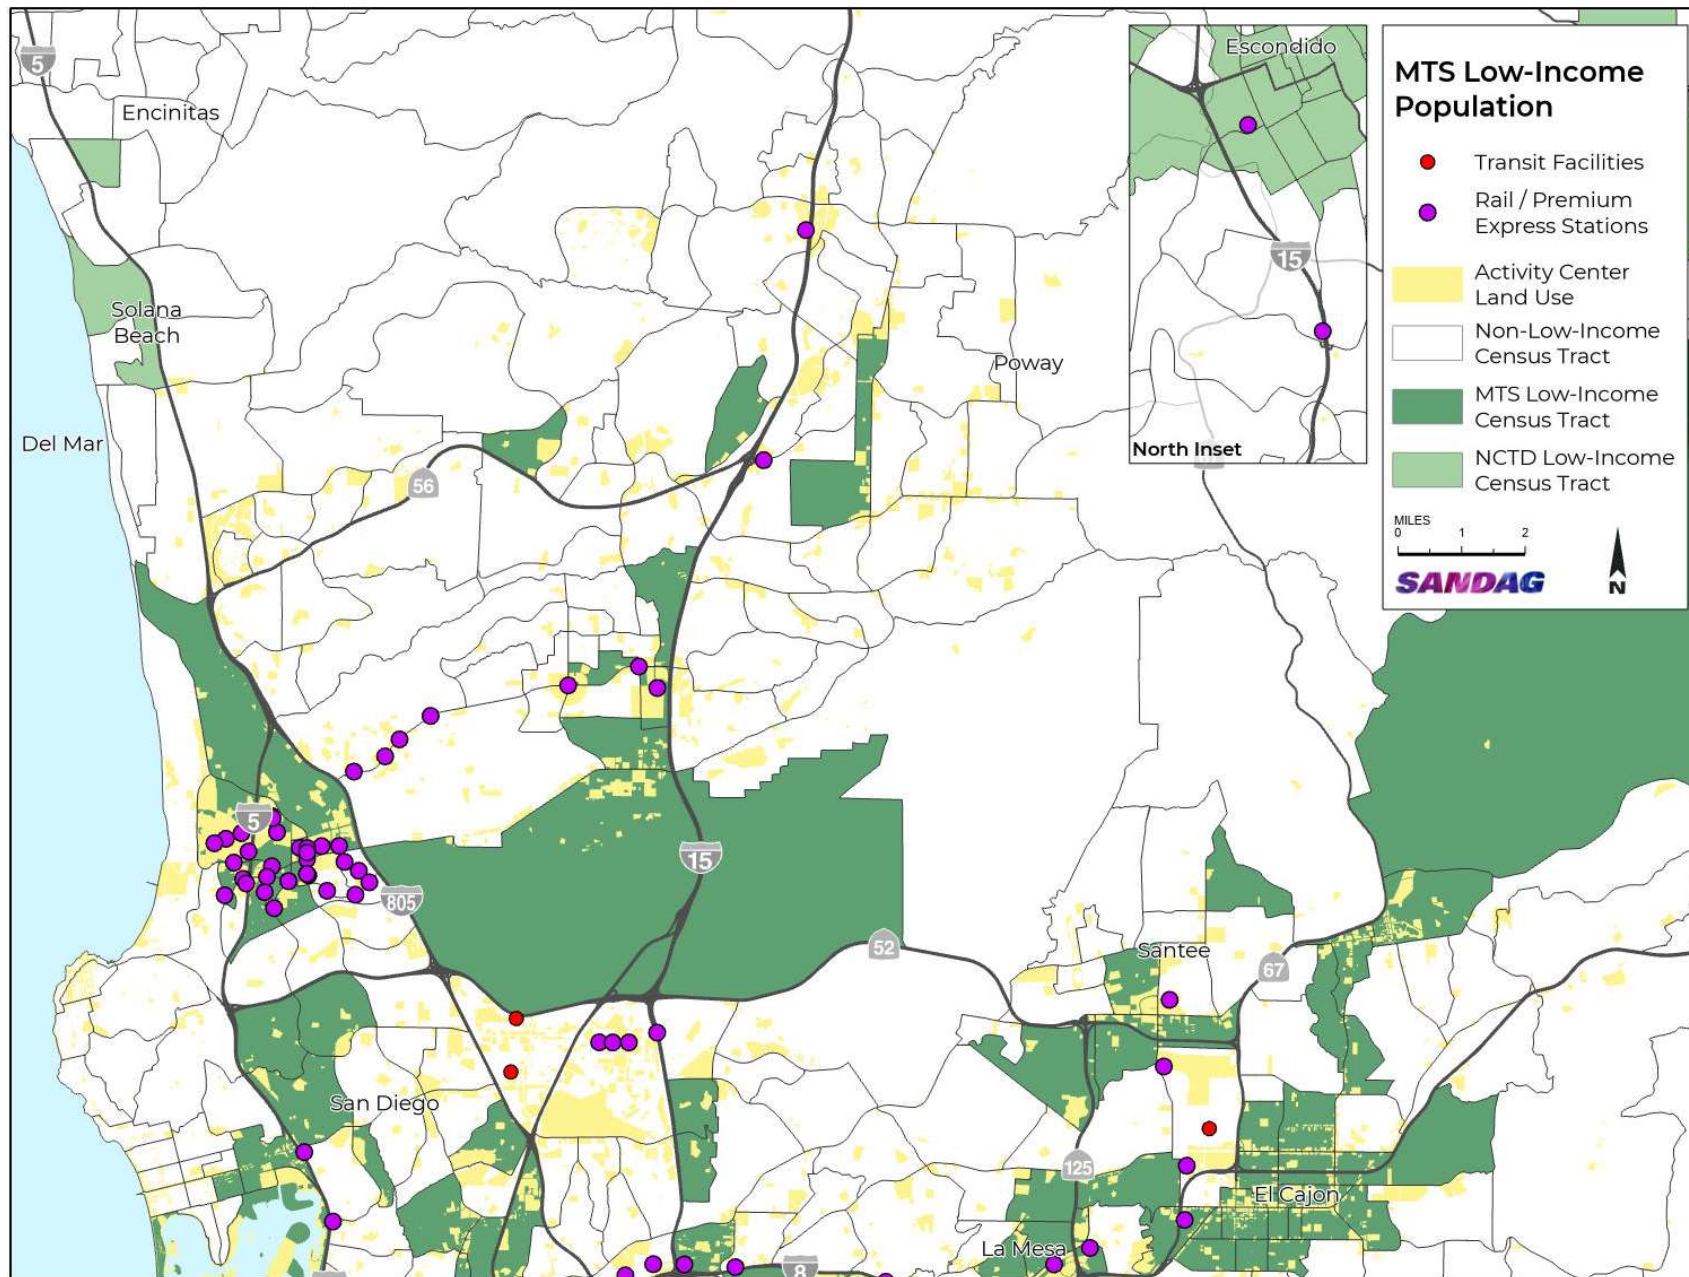 5
Encinitas
Solana
Beach
Del Mar
56
Poway
5
805
15
52
Santee
67
San Diego
125
El Cajon
La Mesa
8
Escondido
15
North Inset
MTS Low-Income
Population
Transit Facilities
Rail / Premium
Express Stations
Activity Center
Land Use
Non-Low-Income
Census Tract
MTS Low-Income
Census Tract
NCTD Low-Income
Census Tract
MILES
0 1 2
SANDAG
N